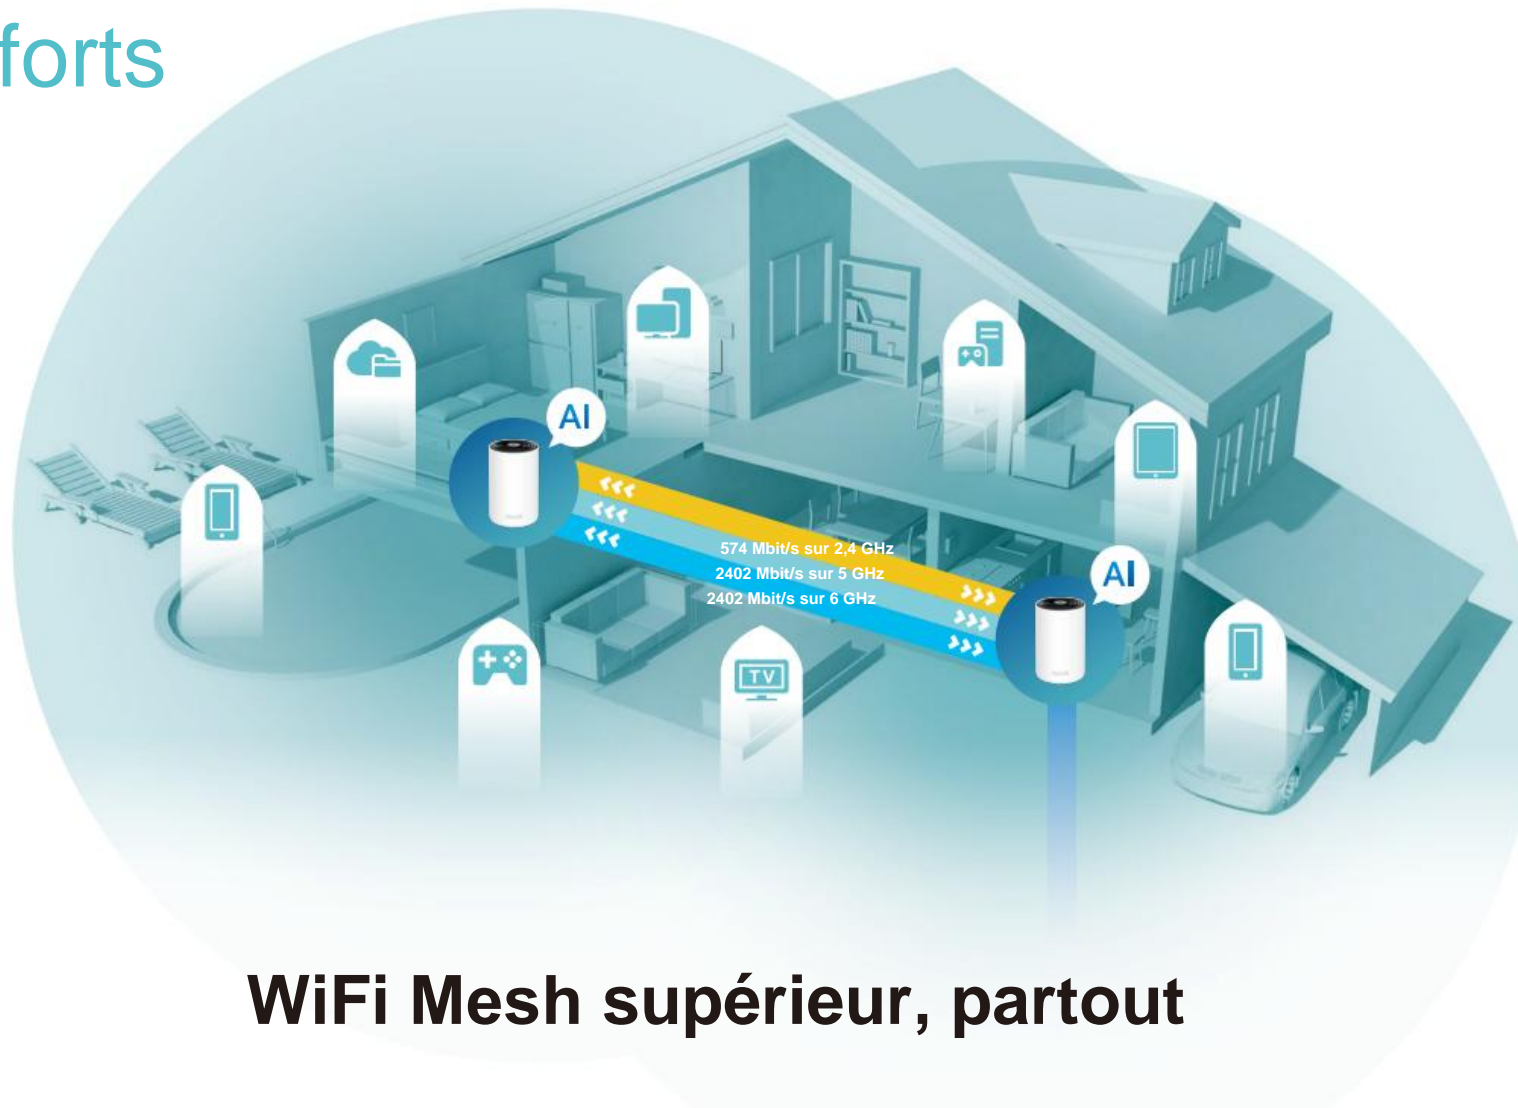 forts
AI
574 Mbit/s sur 2,4 GHz
2402 Mbit/s sur 5 GHz
2402 Mbit/s sur 6 GHz
AI
TV
WiFi Mesh supérieur, partout